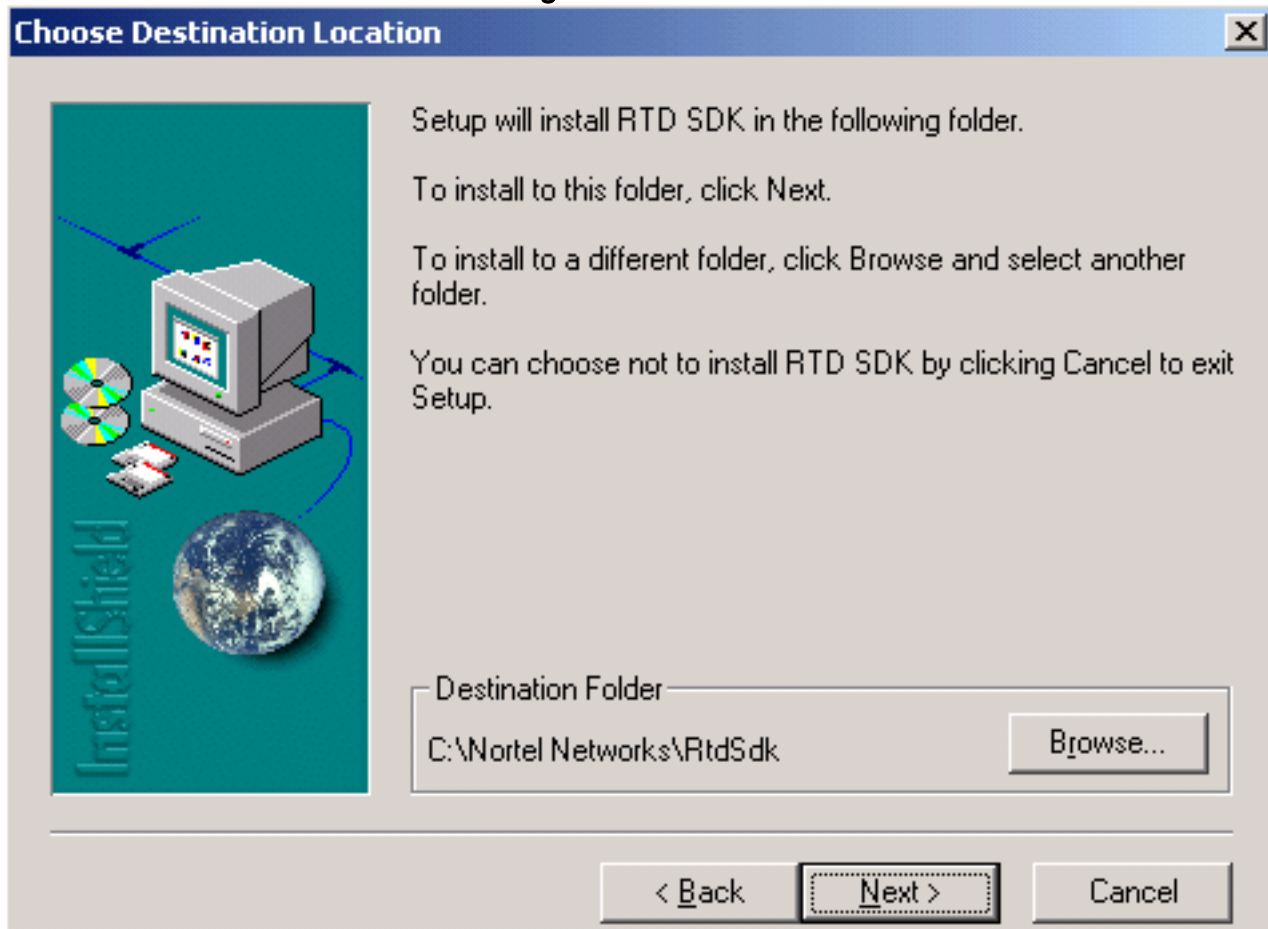 Choose Destination Location
Setup will install RTD SDK in the following folder.
To install to this folder, click Next.
To install to a different folder, click Browse and select another
folder.
You can choose not to install RTD SDK by clicking Cancel to exit
Setup.
InstallShield
Destination Folder
C:\Nortel Networks\RtdSdk
Browse...
< Back
Next >
Cancel